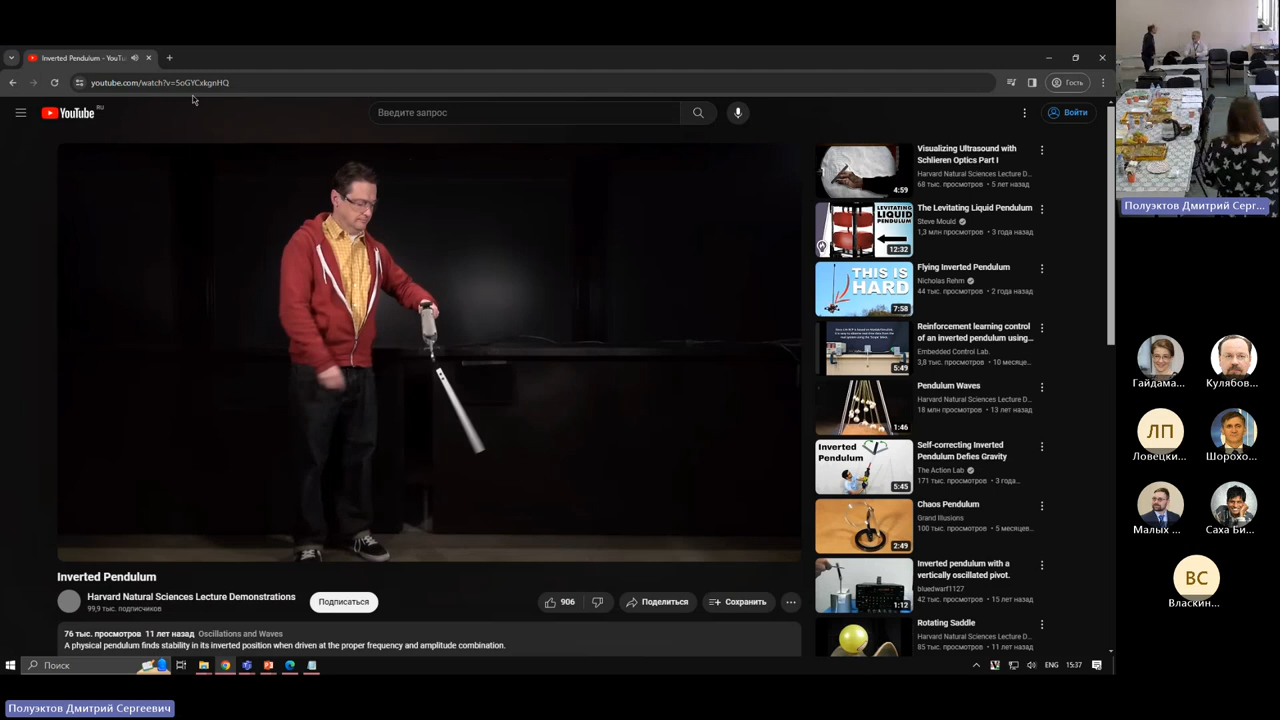 Inverted Pendulum - YouTu
youtube.com/watch?v=5oGYCxkgnHQ
Гость
YouTube RU
Введите запрос
Войти
4:59
Visualizing Ultrasound with
Schlieren Optics Part I
Harvard Natural Sciences Lecture D...
68 тыс. просмотров • 5 лет назад
LEVITATING
LIQUID
PENDULUM
12:32
The Levitating Liquid Pendulum
Steve Mould
1,3 млн просмотров • 3 года назад
THIS IS
HARD
7:58
Flying Inverted Pendulum
Nicholas Rehm
44 тыс. просмотров • 2 года назад
5:49
Reinforcement learning control
of an inverted pendulum using...
Embedded Control Lab.
3,8 тыс. просмотров • 10 месяце...
1:46
Pendulum Waves
Harvard Natural Sciences Lecture D...
18 млн просмотров • 13 лет назад
Inverted
Pendulum
5:45
Self-correcting Inverted
Pendulum Defies Gravity
The Action Lab
171 тыс. просмотров • 3 года...
2:49
Chaos Pendulum
Grand Illusions
100 тыс. просмотров • 5 месяцев...
1:12
Inverted pendulum with a
vertically oscillated pivot.
bluedwarf1127
42 тыс. просмотров • 15 лет назад
Rotating Saddle
Harvard Natural Sciences Lecture D...
85 тыс. просмотров • 11 лет назад
Inverted Pendulum
Harvard Natural Sciences Lecture Demonstrations
99,9 тыс. подписчиков
Подписаться
906
Поделиться
Сохранить
76 тыс. просмотров 11 лет назад Oscillations and Waves
A physical pendulum finds stability in its inverted position when driven at the proper frequency and amplitude combination.
Поиск
ENG
15:37
Полуэктов Дмитрий Сергеевич
Полуэктов Дмитрий Серг...
Гайдама...
Кулябов...
ЛП
Ловецки...
Шорохо...
Малых ...
Саха Би...
ВС
Власкин...